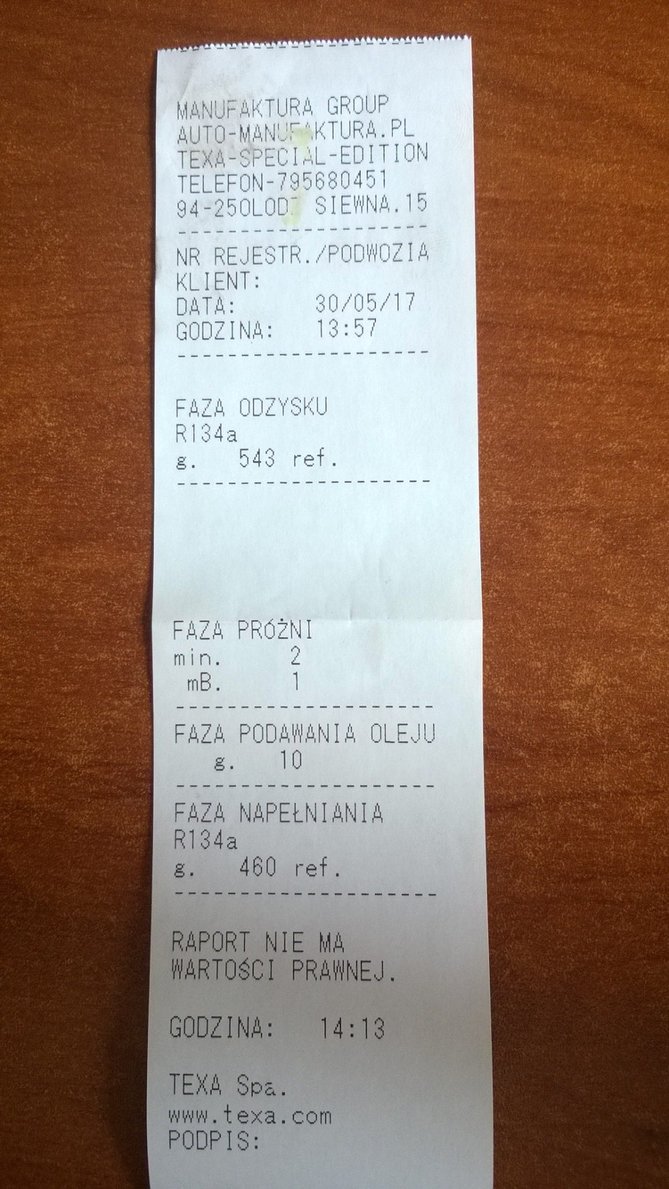 MANUFAKTURA GROUP
AUTO-MANUFAKTURA.PL
TEXA-SPECIAL-EDITION
TELEFON-795680451
94-250LODZ SIEWNA.15
--------------------
NR REJESTR./PODWOZIA
KLIENT:
DATA: 30/05/17
GODZINA: 13:57
--------------------
FAZA ODZYSKU
R134a
g. 543 ref.
--------------------
FAZA PRÓŻNI
min. 2
mB. 1
--------------------
FAZA PODAWANIA OLEJU
g. 10
--------------------
FAZA NAPEŁNIANIA
R134a
g. 460 ref.
--------------------
RAPORT NIE MA
WARTOŚCI PRAWNEJ.
GODZINA: 14:13
TEXA Spa.
www.texa.com
PODPIS: